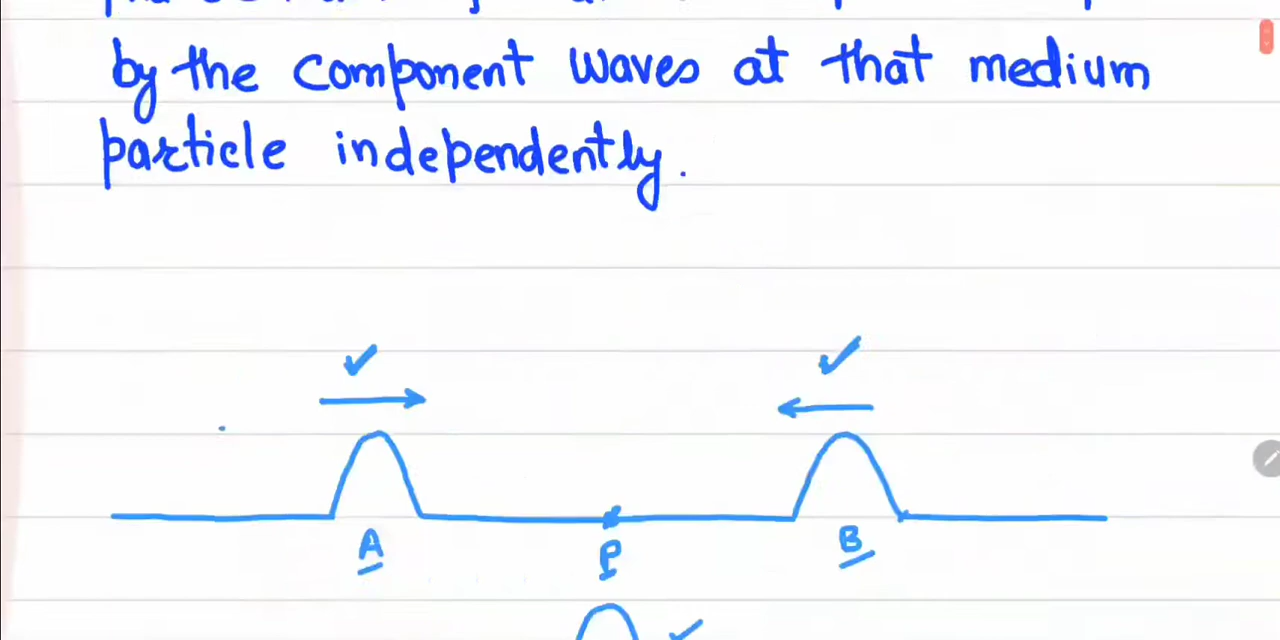 by the component waves at that medium
particle independently.
A
P
B